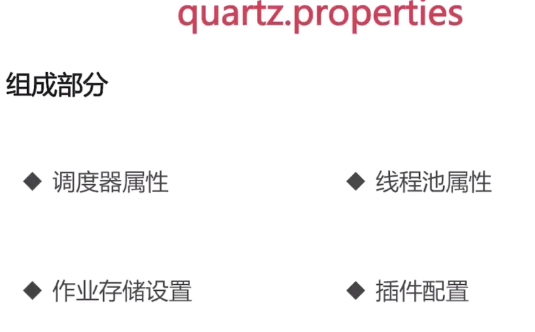 quartz.properties
组成部分
◆ 调度器属性 ◆ 线程池属性
◆ 作业存储设置 ◆ 插件配置